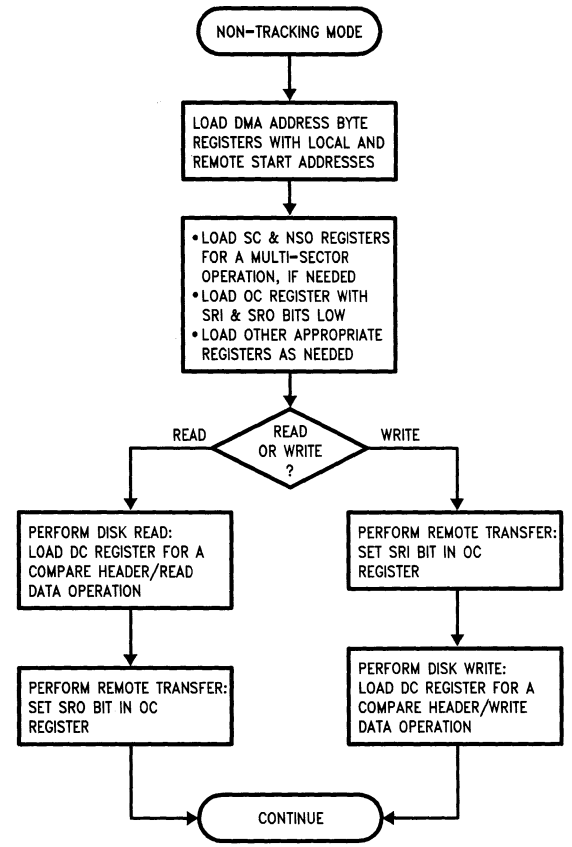 NON-TRACKING MODE
LOAD DMA ADDRESS BYTE
REGISTERS WITH LOCAL AND
REMOTE START ADDRESSES
•LOAD SC & NSO REGISTERS
FOR A MULTI-SECTOR
OPERATION, IF NEEDED
•LOAD OC REGISTER WITH
SRI & SRO BITS LOW
•LOAD OTHER APPROPRIATE
REGISTERS AS NEEDED
READ
OR WRITE
?
READ
WRITE
PERFORM DISK READ:
LOAD DC REGISTER FOR A
COMPARE HEADER/READ
DATA OPERATION
PERFORM REMOTE TRANSFER:
SET SRO BIT IN OC
REGISTER
PERFORM REMOTE TRANSFER:
SET SRI BIT IN OC
REGISTER
PERFORM DISK WRITE:
LOAD DC REGISTER FOR A
COMPARE HEADER/WRITE
DATA OPERATION
CONTINUE